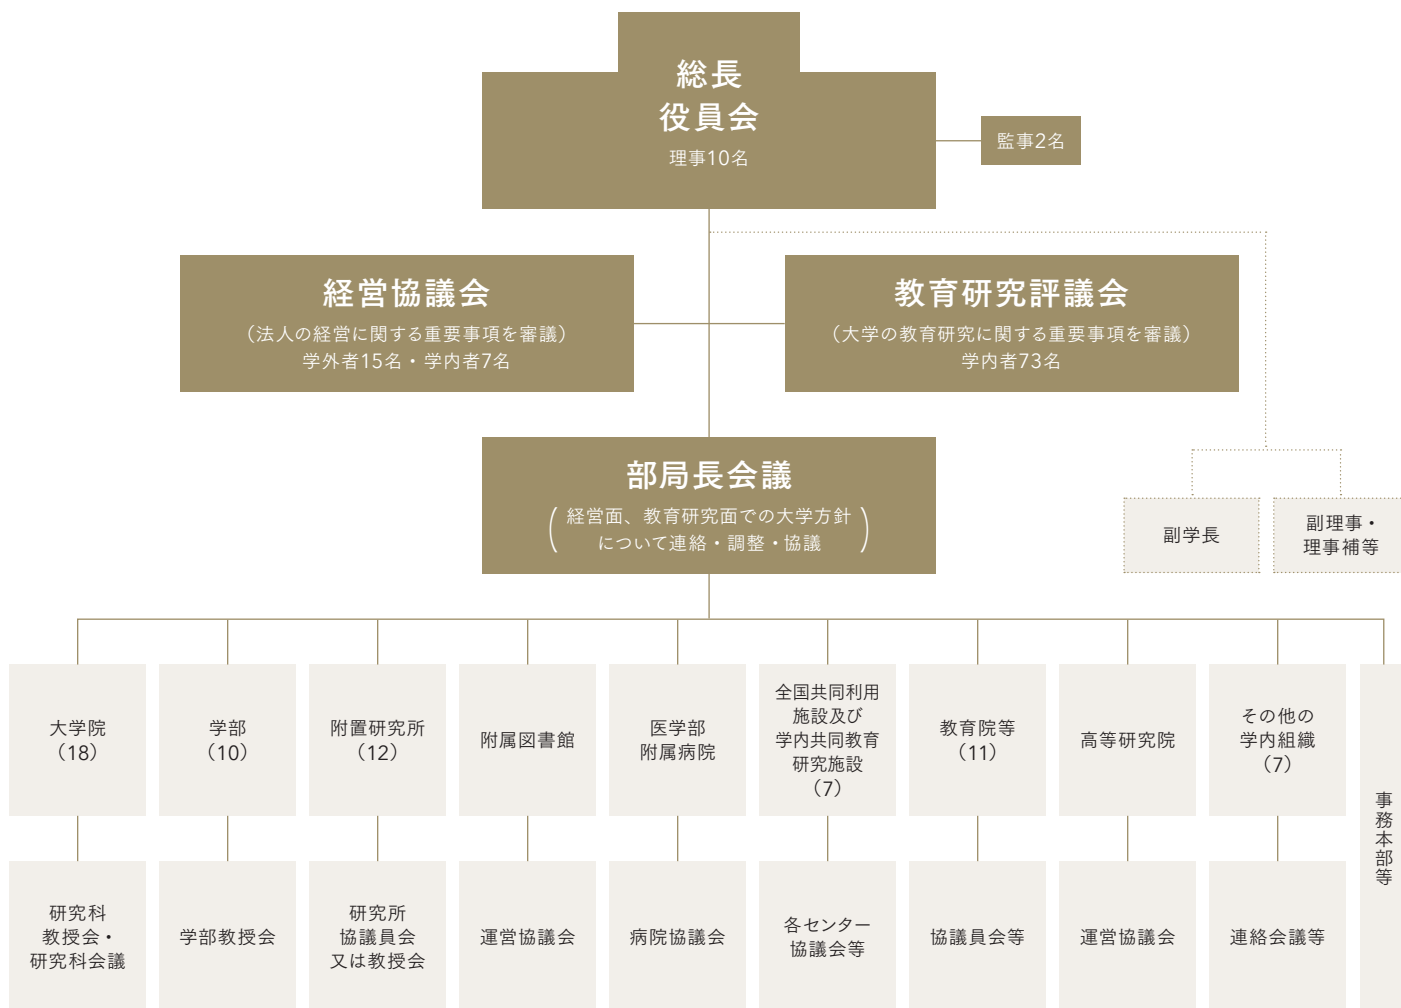 総長
役員会
理事10名
監事2名
経営協議会
（法人の経営に関する重要事項を審議）
学外者15名・学内者7名
教育研究評議会
（大学の教育研究に関する重要事項を審議）
学内者73名
部局長会議
（経営面、教育研究面での大学方針
について連絡・調整・協議）
副学長
副理事・
理事補等
大学院
（18）
学部
（10）
附置研究所
（12）
附属図書館
医学部
附属病院
全国共同利用
施設及び
学内共同教育
研究施設
（7）
教育院等
（11）
高等研究院
その他の
学内組織
（7）
事務本部等
研究科
教授会・
研究科会議
学部教授会
研究所
協議員会
又は教授会
運営協議会
病院協議会
各センター
協議会等
協議員会等
運営協議会
連絡会議等